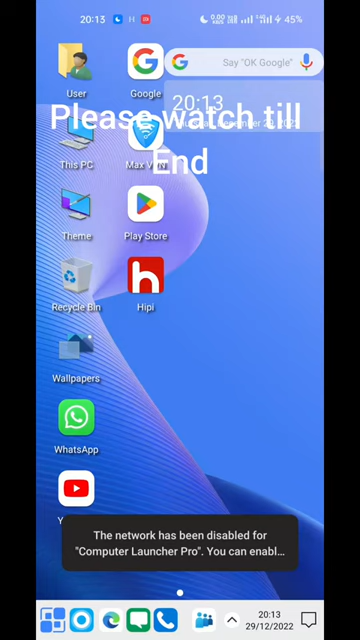 20:13
0.00
45%
Say "OK Google"
User
Google
20:13
Please watch till
End
This PC
Max VPN
Theme
Play Store
Recycle Bin
Hipi
Wallpapers
WhatsApp
The network has been disabled for
"Computer Launcher Pro". You can enabl...
20:13
29/12/2022